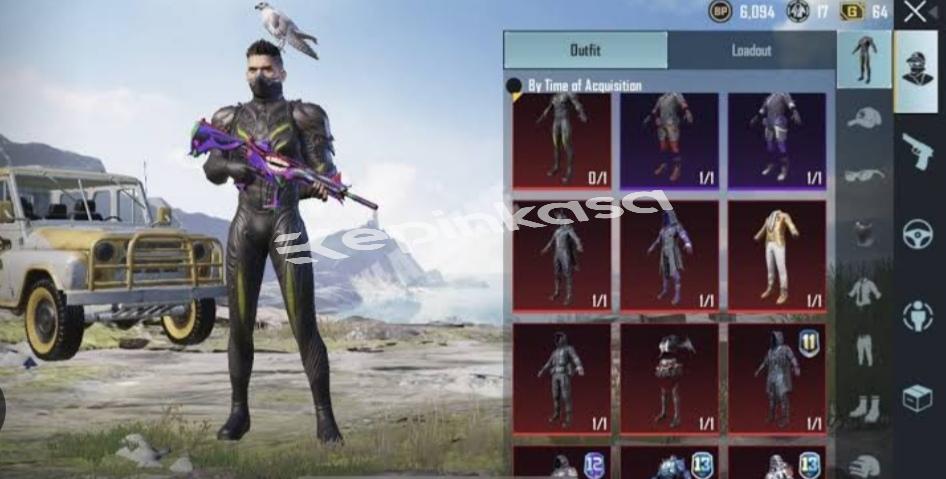 BP 6,094 17 G 64
Outfit Loadout
By Time of Acquisition
0/1 1/1 1/1
epinkasa
1/1 1/1 1/1
11
1/1 1/1 1/1
12 13 13